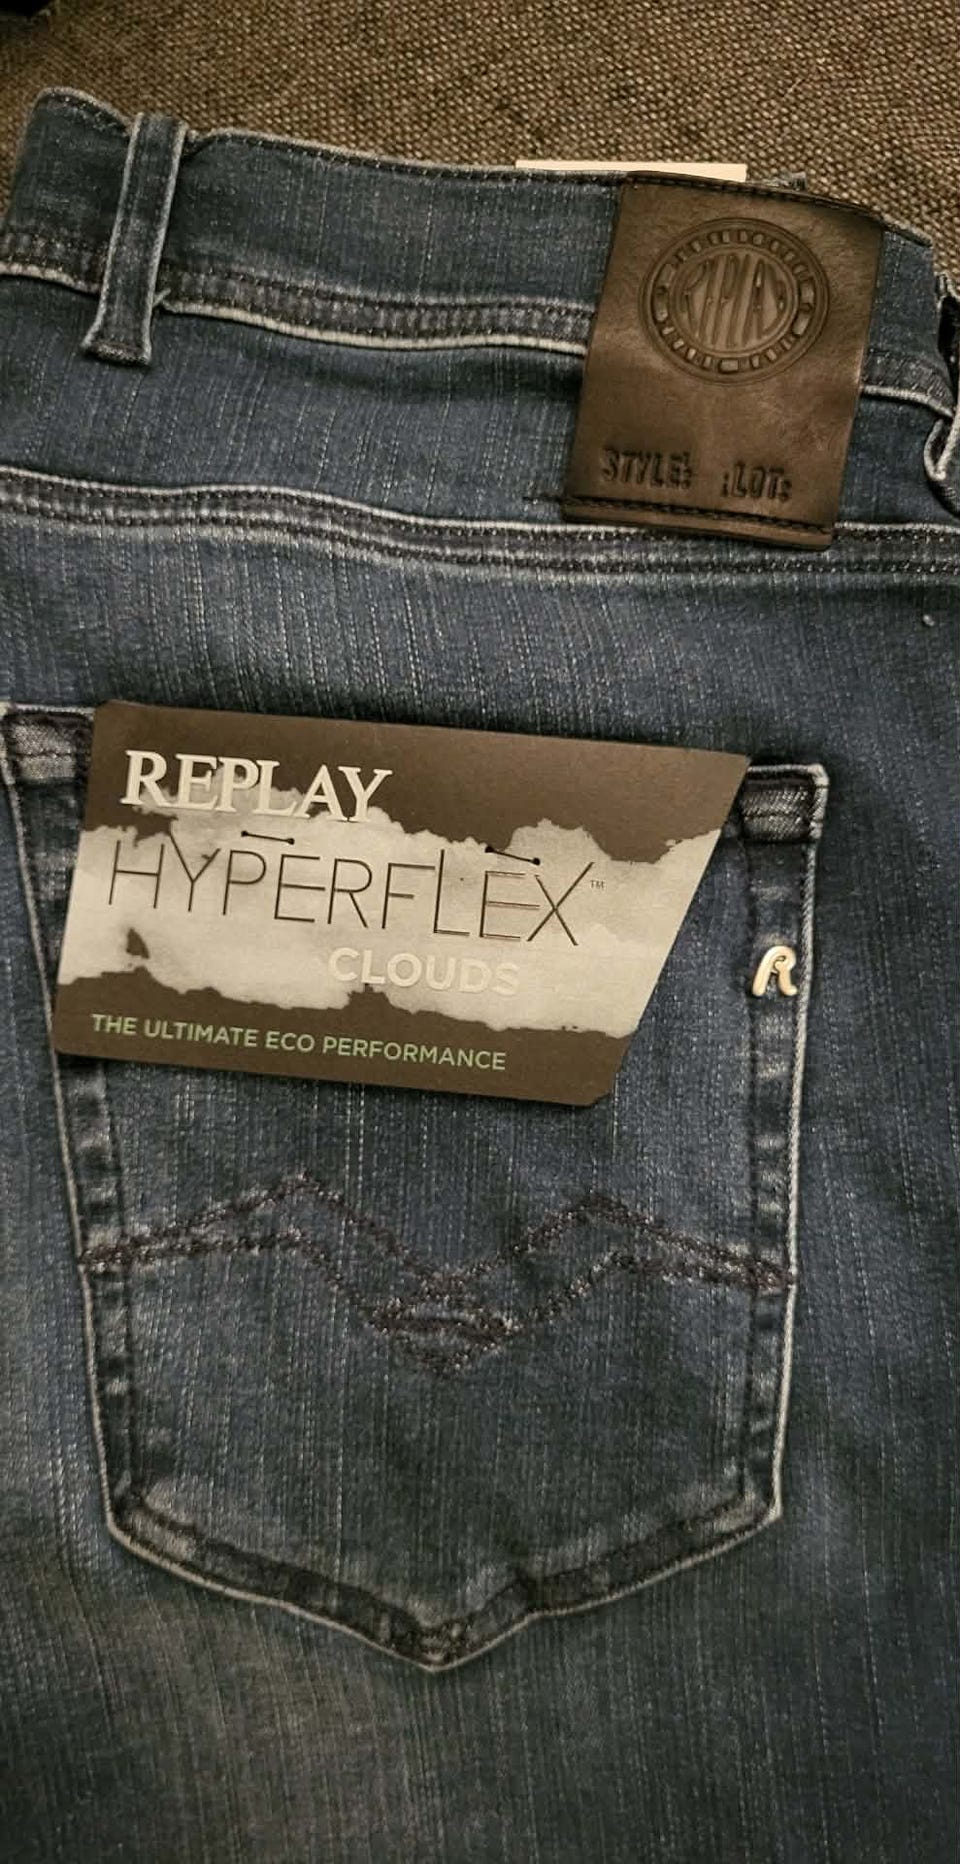 REPLAY
STYLE: LOT:
REPLAY
HYPERFLEX™
CLOUDS
THE ULTIMATE ECO PERFORMANCE
R